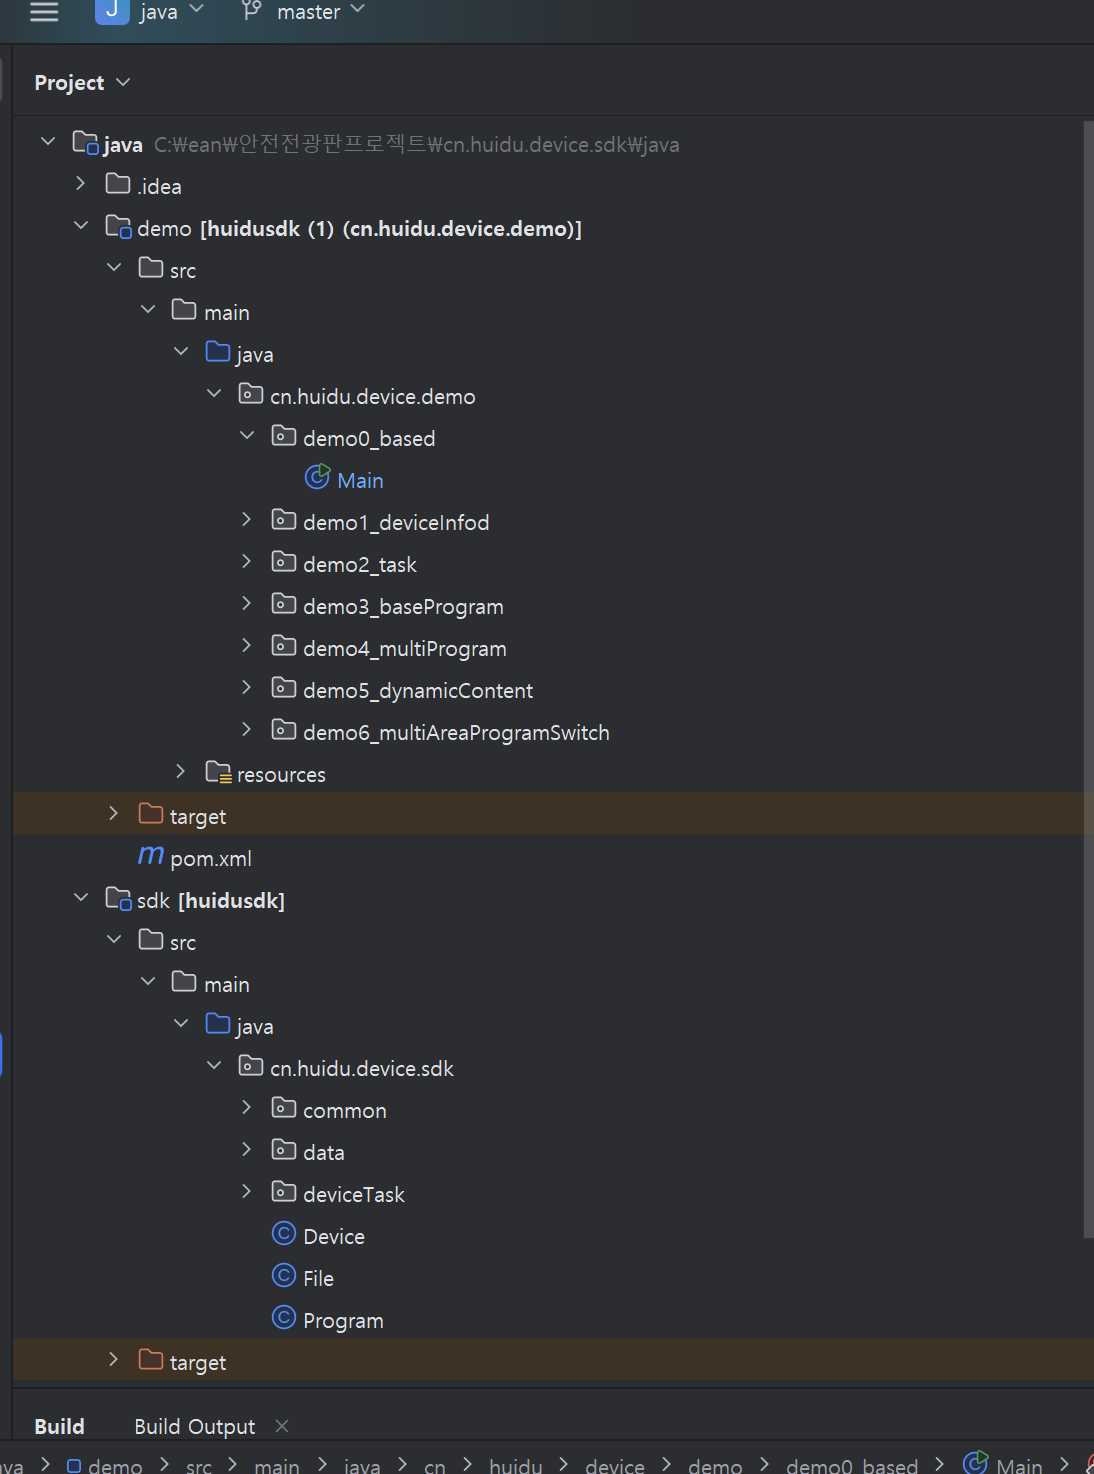 J java master
Project
java C:₩ean₩안전전광판프로젝트₩cn.huidu.device.sdk₩java
.idea
demo [huidusdk (1) (cn.huidu.device.demo)]
src
main
java
cn.huidu.device.demo
demo0_based
Main
demo1_deviceInfod
demo2_task
demo3_baseProgram
demo4_multiProgram
demo5_dynamicContent
demo6_multiAreaProgramSwitch
resources
target
m pom.xml
sdk [huidusdk]
src
main
java
cn.huidu.device.sdk
common
data
deviceTask
C Device
C File
C Program
target
Build Build Output
va > demo > src > main > java > cn > huidu > device > demo > demo0_based > Main >